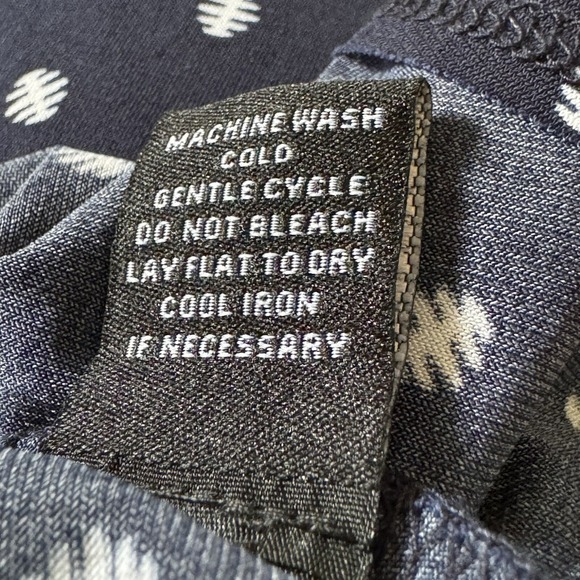 MACHINE WASH
COLD
GENTLE CYCLE
DO NOT BLEACH
LAY FLAT TO DRY
COOL IRON
IF NECESSARY